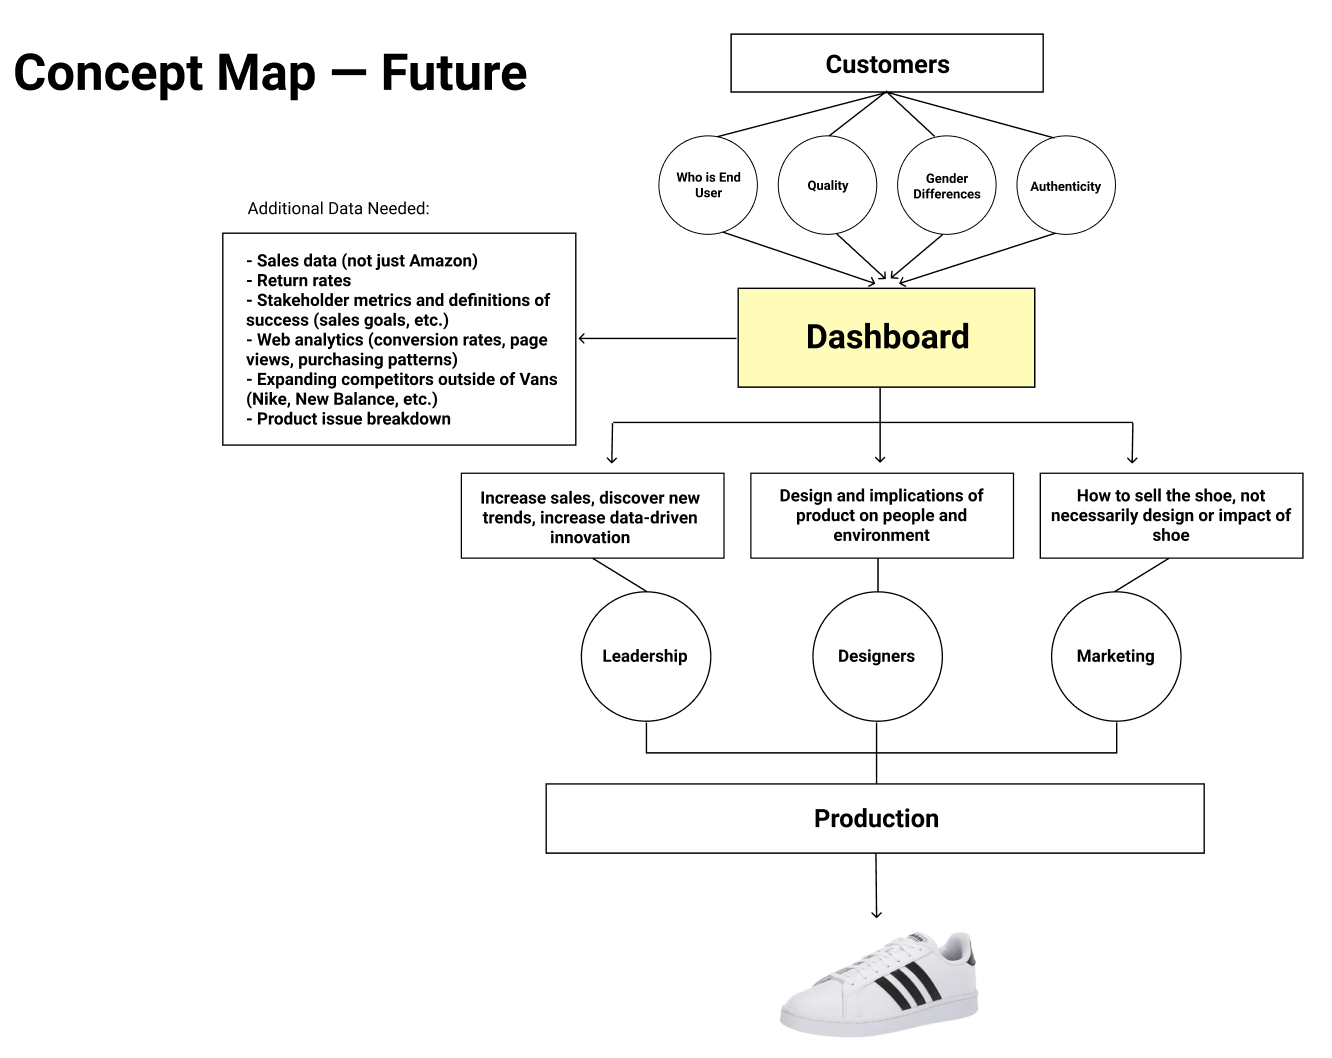 Concept Map — Future
Customers
Who is End
User
Quality
Gender
Differences
Authenticity
Additional Data Needed:
- Sales data (not just Amazon)
- Return rates
- Stakeholder metrics and definitions of
success (sales goals, etc.)
- Web analytics (conversion rates, page
views, purchasing patterns)
- Expanding competitors outside of Vans
(Nike, New Balance, etc.)
- Product issue breakdown
Dashboard
Increase sales, discover new
trends, increase data-driven
innovation
Design and implications of
product on people and
environment
How to sell the shoe, not
necessarily design or impact of
shoe
Leadership
Designers
Marketing
Production